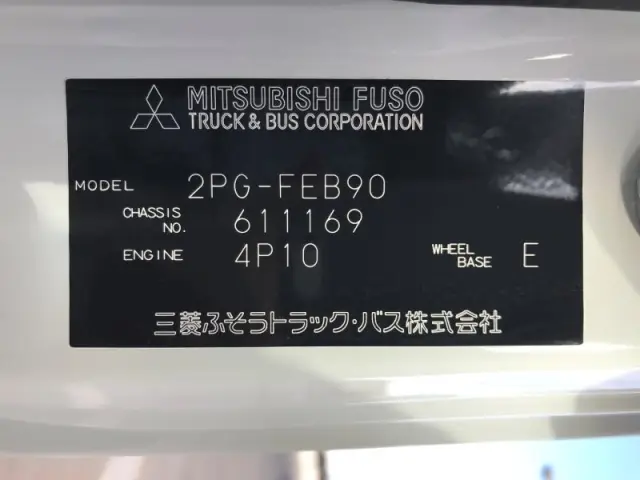 MITSUBISHI FUSO
TRUCK & BUS CORPORATION
MODEL 2PG-FEB90
CHASSIS NO. 611169
ENGINE 4P10 WHEEL BASE E
三菱ふそうトラック・バス株式会社